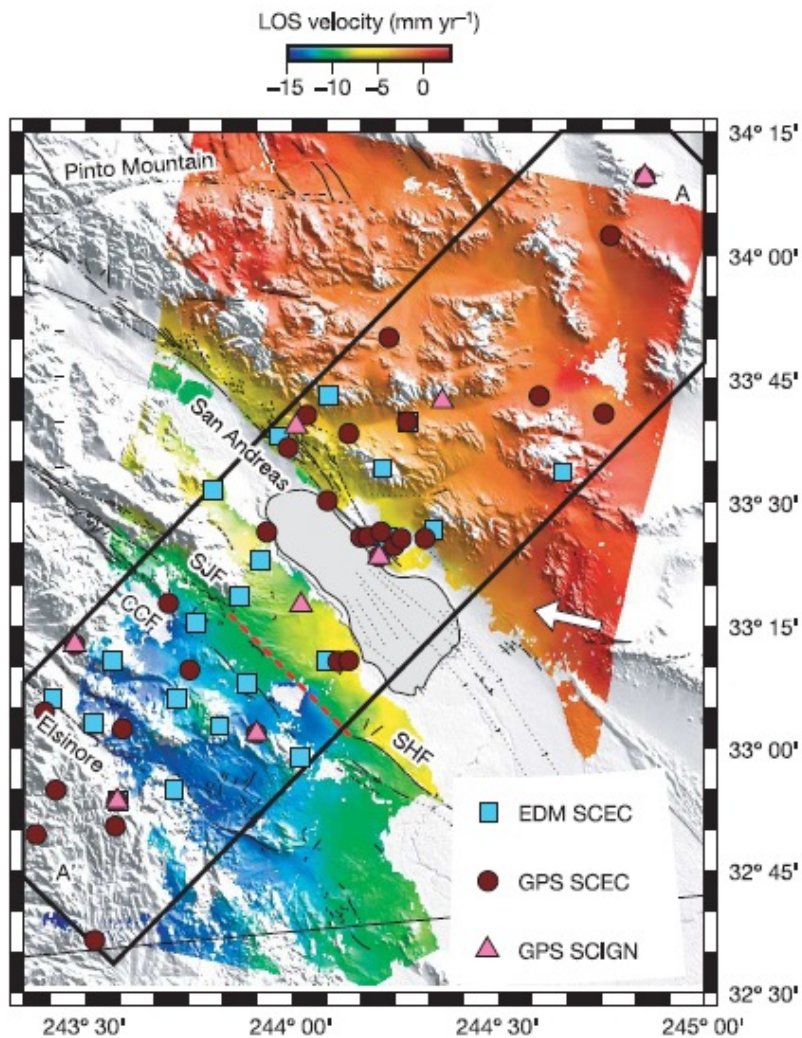 LOS velocity (mm yr⁻¹)
−15 −10 −5 0
34° 15'
Pinto Mountain
A
34° 00'
33° 45'
San Andreas
33° 30'
SJF
CCF
33° 15'
Elsinore
SHF
33° 00'
EDM SCEC
GPS SCEC
A'
32° 45'
GPS SCIGN
32° 30'
243° 30' 244° 00' 244° 30' 245° 00'